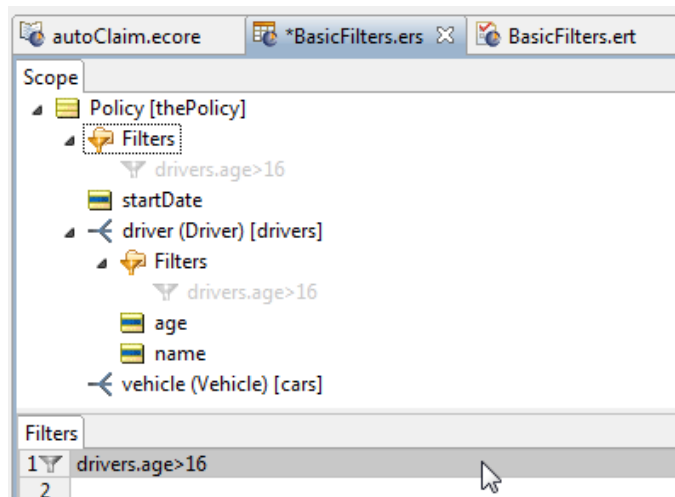 autoClaim.ecore *BasicFilters.ers BasicFilters.ert
Scope
Policy [thePolicy]
Filters
drivers.age>16
startDate
driver (Driver) [drivers]
Filters
drivers.age>16
age
name
vehicle (Vehicle) [cars]
Filters
1 drivers.age>16
2